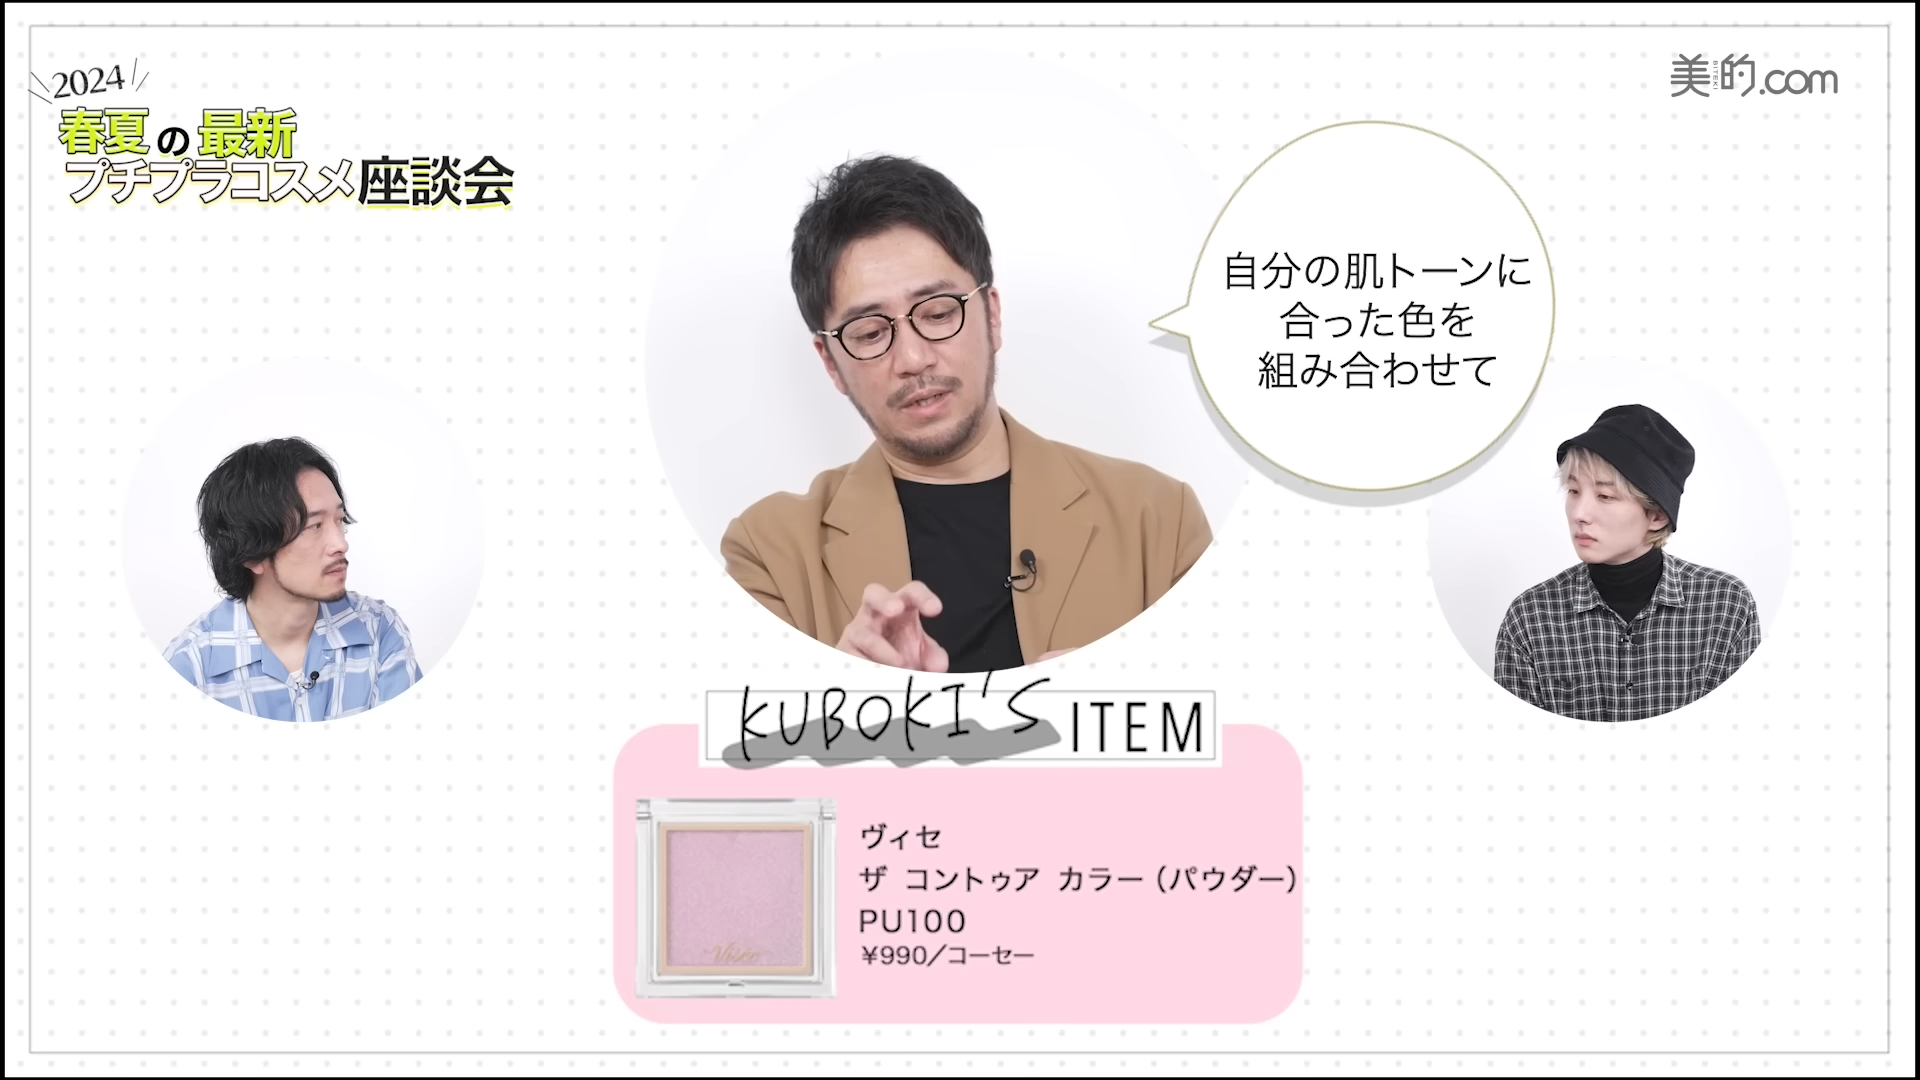 2024
春夏の最新
プチプラコスメ座談会
美的.com
BITEKI
自分の肌トーンに
合った色を
組み合わせて
KUBOKI'S ITEM
ヴィセ
ザ コントゥア カラー（パウダー）
PU100
¥990／コーセー
Visée